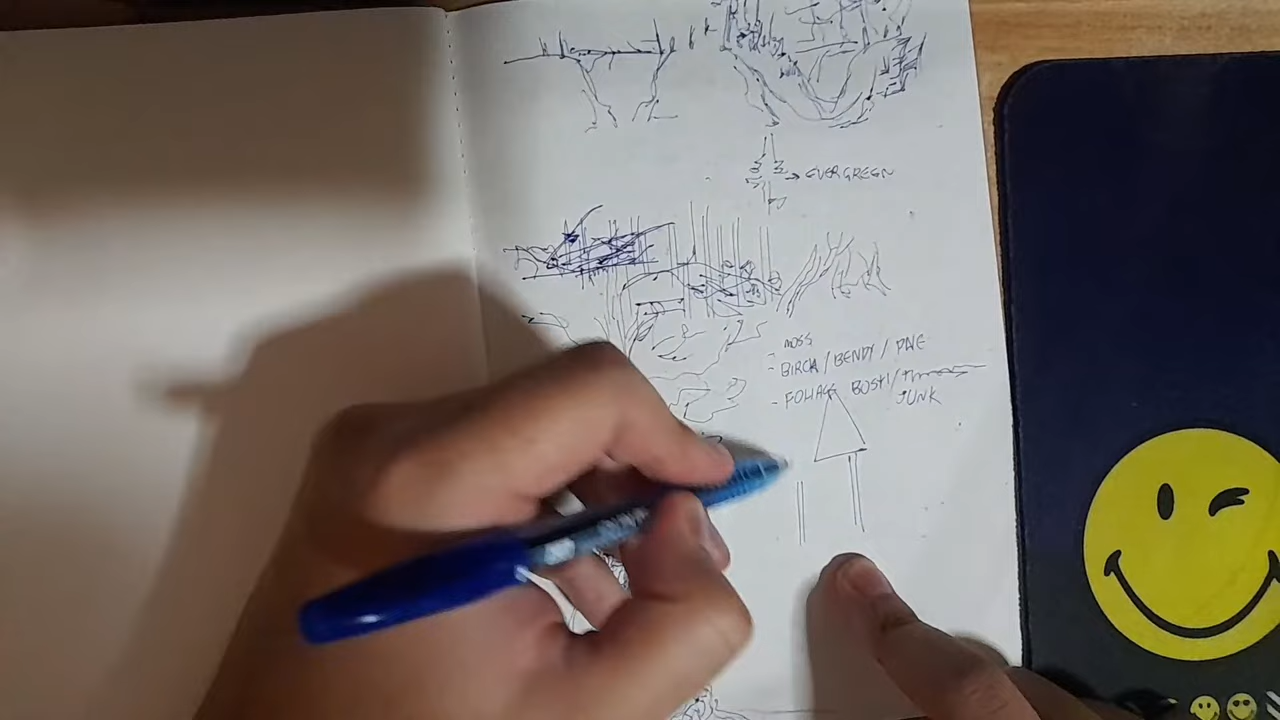 → EVERGREEN
- MOSS
- BIRCH / BENDY / PINE
- FOLIAGE BUSH /
JUNK